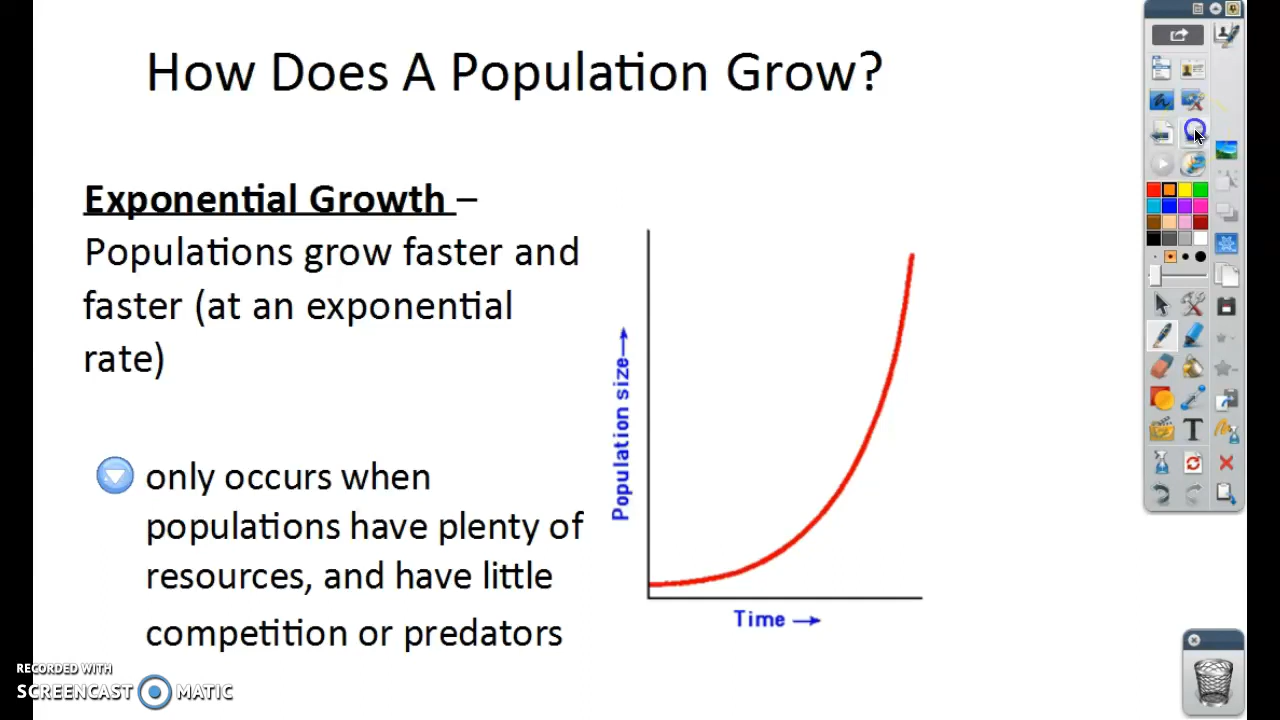 How Does A Population Grow?
Exponential Growth –
Populations grow faster and
faster (at an exponential
rate)
only occurs when
populations have plenty of
resources, and have little
competition or predators
Population size→
Time →
T
RECORDED WITH
SCREENCAST MATIC